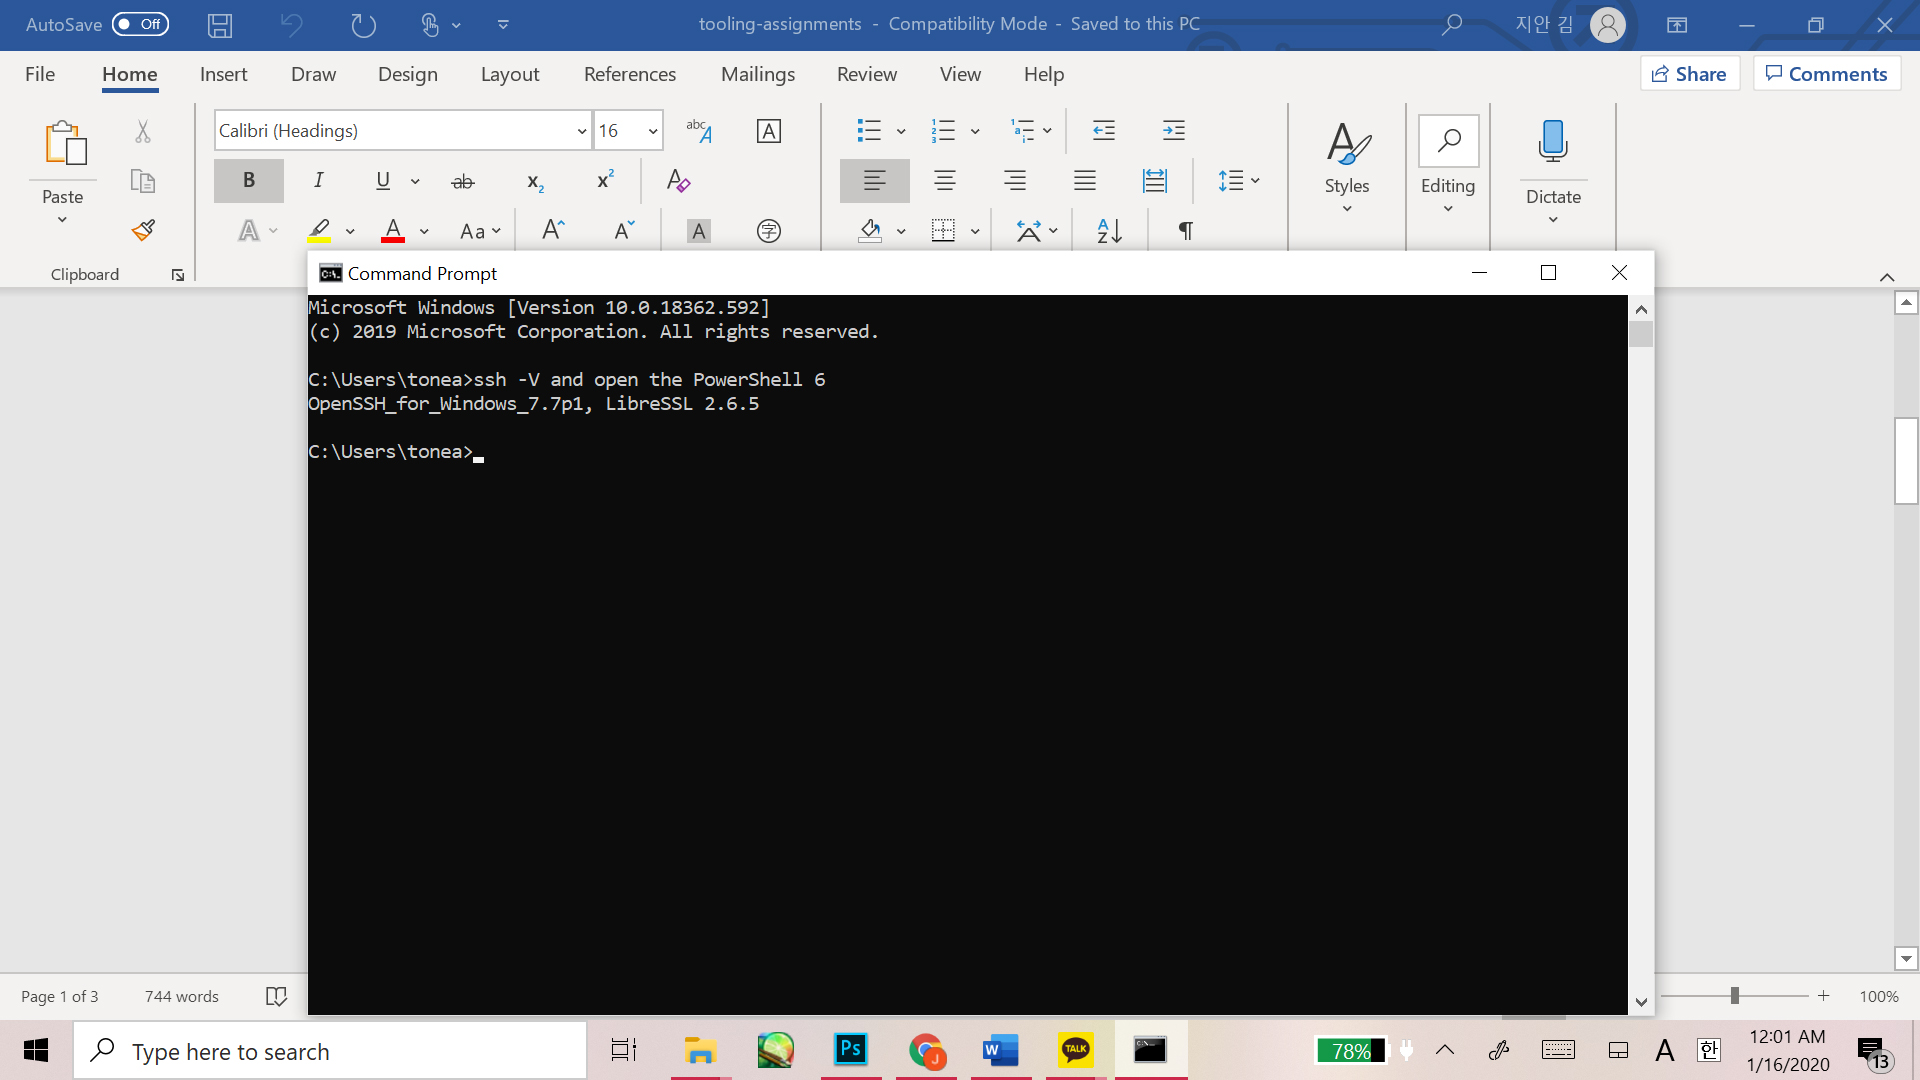 AutoSave Off tooling-assignments - Compatibility Mode - Saved to this PC 지안 김
File Home Insert Draw Design Layout References Mailings Review View Help Share Comments
Calibri (Headings) 16
Paste
Styles
Editing
Dictate
Clipboard
Command Prompt
Microsoft Windows [Version 10.0.18362.592]
(c) 2019 Microsoft Corporation. All rights reserved.
C:\Users\tonea>ssh -V and open the PowerShell 6
OpenSSH_for_Windows_7.7p1, LibreSSL 2.6.5
C:\Users\tonea>
Page 1 of 3 744 words 100%
Type here to search
Ps
TALK
78%
A
한
12:01 AM
1/16/2020
13